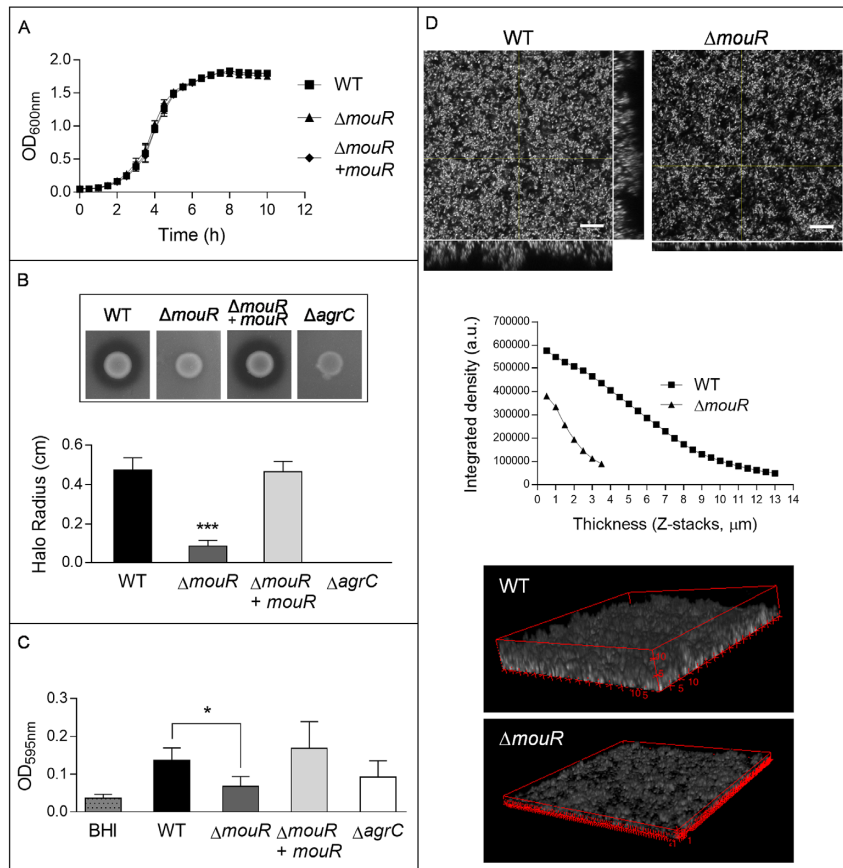 A
OD600nm
2.0
1.5
1.0
0.5
0.0
0 2 4 6 8 10 12
Time (h)
WT
ΔmouR
ΔmouR
+mouR
B
WT ΔmouR ΔmouR + mouR ΔagrC
Halo Radius (cm)
0.6
0.4
0.2
0.0
***
WT ΔmouR ΔmouR ΔagrC
+ mouR
C
OD595nm
0.3
0.2
0.1
0.0
*
BHI WT ΔmouR ΔmouR ΔagrC
+ mouR
D
WT ΔmouR
Integrated density (a.u.)
700000
600000
500000
400000
300000
200000
100000
0
0 1 2 3 4 5 6 7 8 9 10 11 12 13 14
Thickness (Z-stacks, μm)
WT
ΔmouR
WT
10 5 5 10
ΔmouR